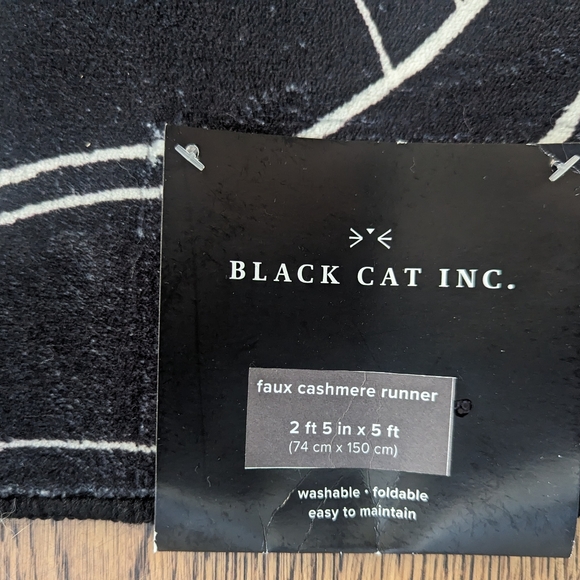 BLACK CAT INC.
faux cashmere runner
2 ft 5 in x 5 ft
(74 cm x 150 cm)
washable • foldable
easy to maintain